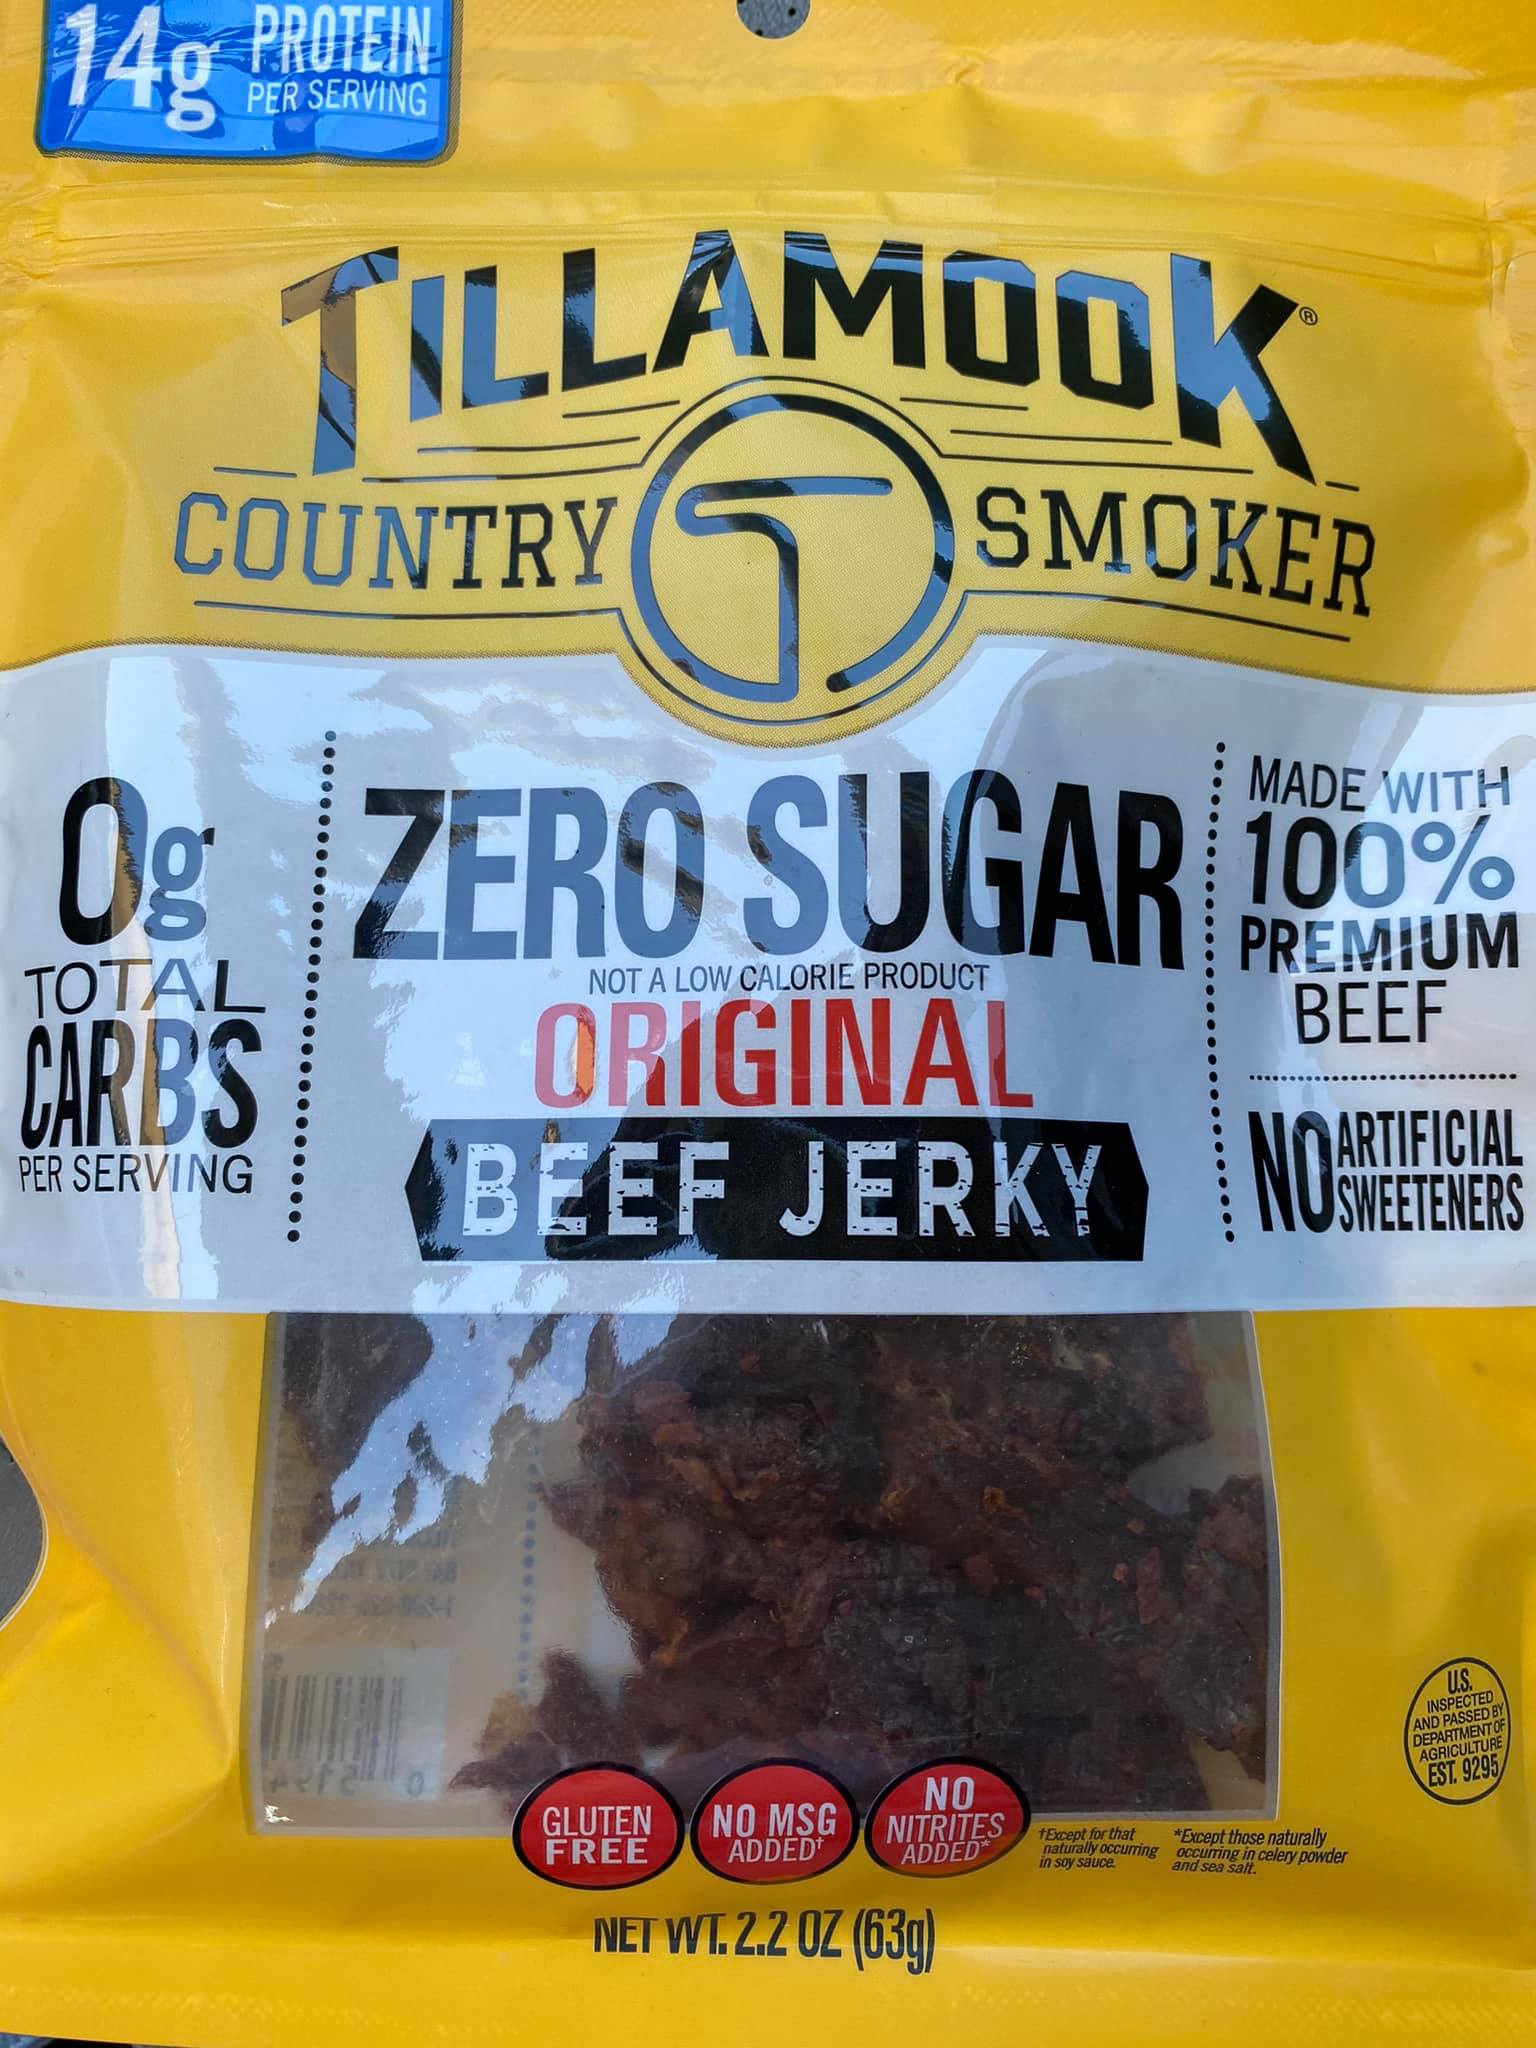 14g PROTEIN
PER SERVING
TILLAMOOK®
COUNTRY SMOKER
0g
TOTAL
CARBS
PER SERVING
ZERO SUGAR
NOT A LOW CALORIE PRODUCT
ORIGINAL
BEEF JERKY
MADE WITH
100%
PREMIUM
BEEF
NO ARTIFICIAL
SWEETENERS
U.S.
INSPECTED
AND PASSED BY
DEPARTMENT OF
AGRICULTURE
EST. 9295
GLUTEN
FREE
NO MSG
ADDED†
NO
NITRITES
ADDED*
†Except for that
naturally occurring
in soy sauce.
*Except those naturally
occurring in celery powder
and sea salt.
NET WT. 2.2 OZ (63g)